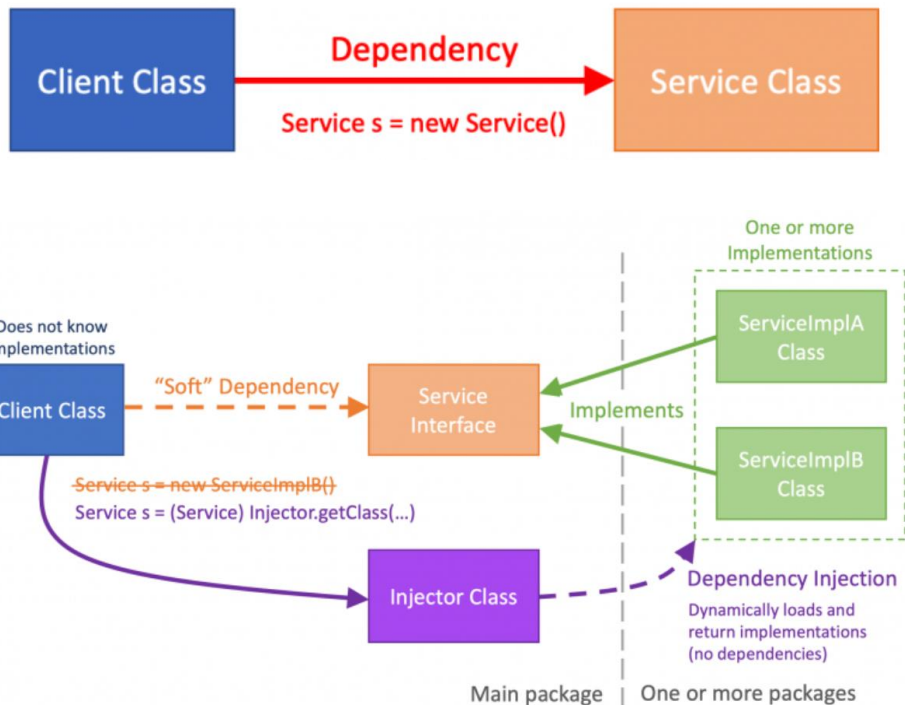 Dependency
Client Class
Service Class
Service s = new Service()
One or more
Implementations
Does not know
mplementations
ServiceImplA
Class
"Soft" Dependency
Client Class
Service
Interface
Implements
ServiceImplB
Class
Service s = new ServiceImplB()
Service s = (Service) Injector.getClass(...)
Injector Class
Dependency Injection
Dynamically loads and
return implementations
(no dependencies)
Main package
One or more packages